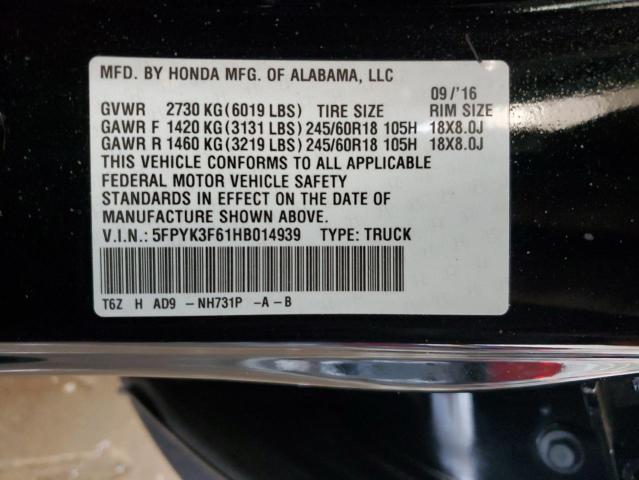 MFD. BY HONDA MFG. OF ALABAMA, LLC
09/'16
GVWR 2730 KG(6019 LBS) TIRE SIZE RIM SIZE
GAWR F 1420 KG(3131 LBS) 245/60R18 105H 18X8.0J
GAWR R 1460 KG(3219 LBS) 245/60R18 105H 18X8.0J
THIS VEHICLE CONFORMS TO ALL APPLICABLE
FEDERAL MOTOR VEHICLE SAFETY
STANDARDS IN EFFECT ON THE DATE OF
MANUFACTURE SHOWN ABOVE.
V.I.N.: 5FPYK3F61HB014939 TYPE: TRUCK
T6Z H AD9 -NH731P -A-B